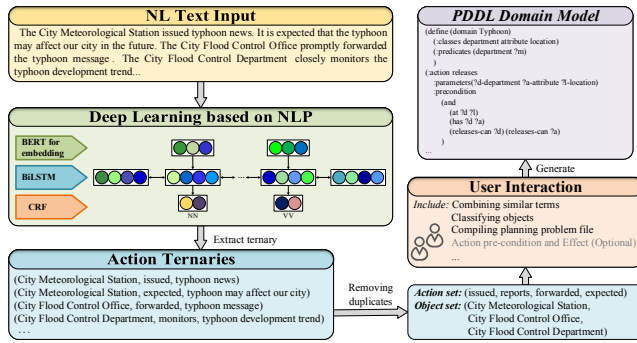 NL Text Input
The City Meteorological Station issued typhoon news. It is expected that the typhoon
may affect our city in the future. The City Flood Control Office promptly forwarded
the typhoon message . The City Flood Control Department closely monitors the
typhoon development trend...
Deep Learning based on NLP
BERT for
embedding
BiLSTM
CRF
...
NN
VV
Extract ternary
Action Ternaries
(City Meteorological Station, issued, typhoon news)
(City Meteorological Station, expected, typhoon may affect our city)
(City Flood Control Office, forwarded, typhoon message)
(City Flood Control Department, monitors, typhoon development trend)
...
Removing
duplicates
Action set: (issued, reports, forwarded, expected)
Object set: (City Meteorological Station,
City Flood Control Office,
City Flood Control Department)
User Interaction
Include: Combining similar terms
Classifying objects
Compiling planning problem file
Action pre-condition and Effect (Optional)
...
Generate
PDDL Domain Model
(define (domain Typhoon)
(:classes department attribute location)
(:predicates (department ?m)
)
(:action releases
:parameters(?d-department ?a-attribute ?l-location)
:precondition
(and
(at ?d ?l)
(has ?d ?a)
(releases-can ?d) (releases-can ?a)
)
...